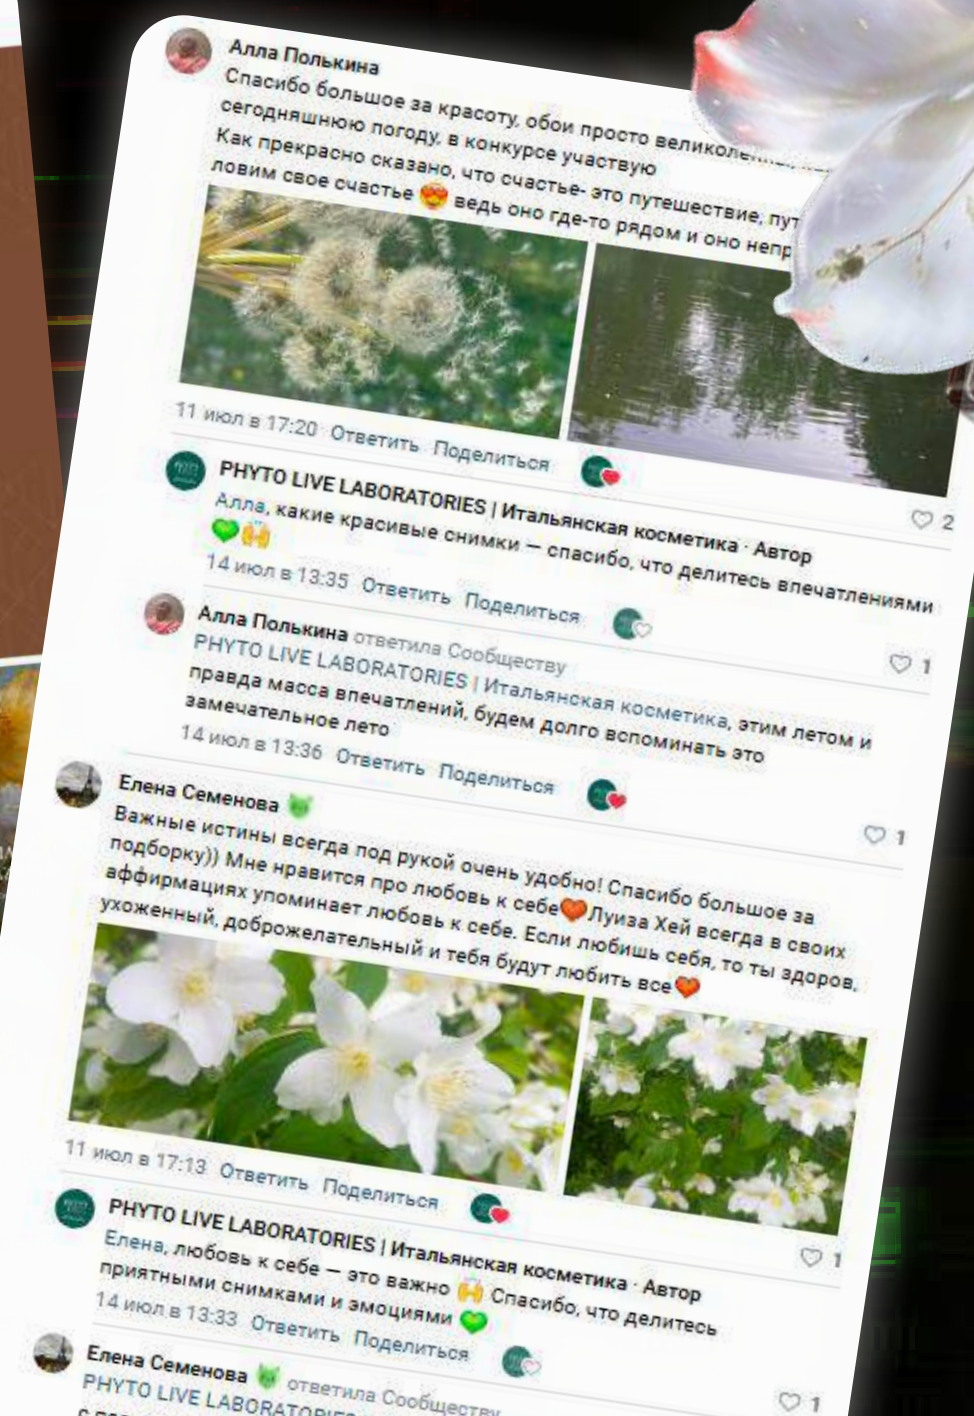 Алла Полькина
Спасибо большое за красоту, обои просто
сегодняшнюю погоду, в конкурсе участвую
Как прекрасно сказано, что счастье- это путешествие,
ловим свое счастье 😍 ведь оно где-то рядом и оно
11 июл в 17:20 Ответить Поделиться
2
PHYTO LIVE LABORATORIES | Итальянская косметика · Автор
Алла, какие красивые снимки — спасибо, что делитесь впечатлениями
💚🙌
14 июл в 13:35 Ответить Поделиться
1
Алла Полькина ответила Сообществу
PHYTO LIVE LABORATORIES | Итальянская косметика, этим летом и
правда масса впечатлений, будем долго вспоминать это
замечательное лето
14 июл в 13:36 Ответить Поделиться
1
Елена Семенова
Важные истины всегда под рукой очень удобно! Спасибо большое за
подборку)) Мне нравится про любовь к себе❤Луиза Хей всегда в своих
аффирмациях упоминает любовь к себе. Если любишь себя, то ты здоров,
ухоженный, доброжелательный и тебя будут любить все❤
11 июл в 17:13 Ответить Поделиться
1
PHYTO LIVE LABORATORIES | Итальянская косметика · Автор
Елена, любовь к себе — это важно 🙌 Спасибо, что делитесь
приятными снимками и эмоциями 💚
14 июл в 13:33 Ответить Поделиться
1
Елена Семенова ответила Сообществу
PHYTO LIVE LABORATORIES